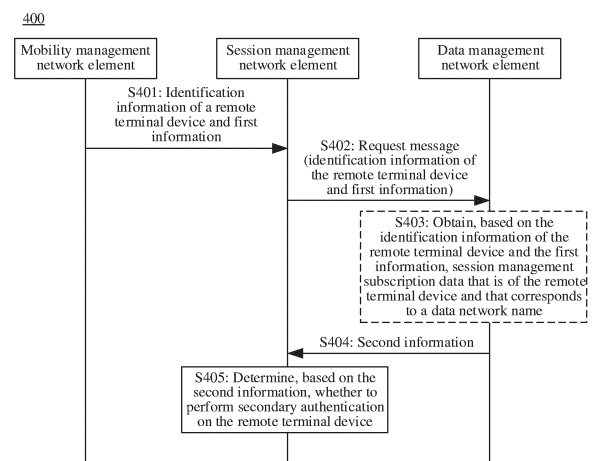 400
Mobility management
network element
Session management
network element
Data management
network element
S401: Identification
information of a remote
terminal device and first
information
S402: Request message
(identification information of
the remote terminal device
and first information)
S403: Obtain, based on the
identification information of the
remote terminal device and the first
information, session management
subscription data that is of the remote
terminal device and that corresponds
to a data network name
S404: Second information
S405: Determine, based on the
second information, whether to
perform secondary authentication
on the remote terminal device